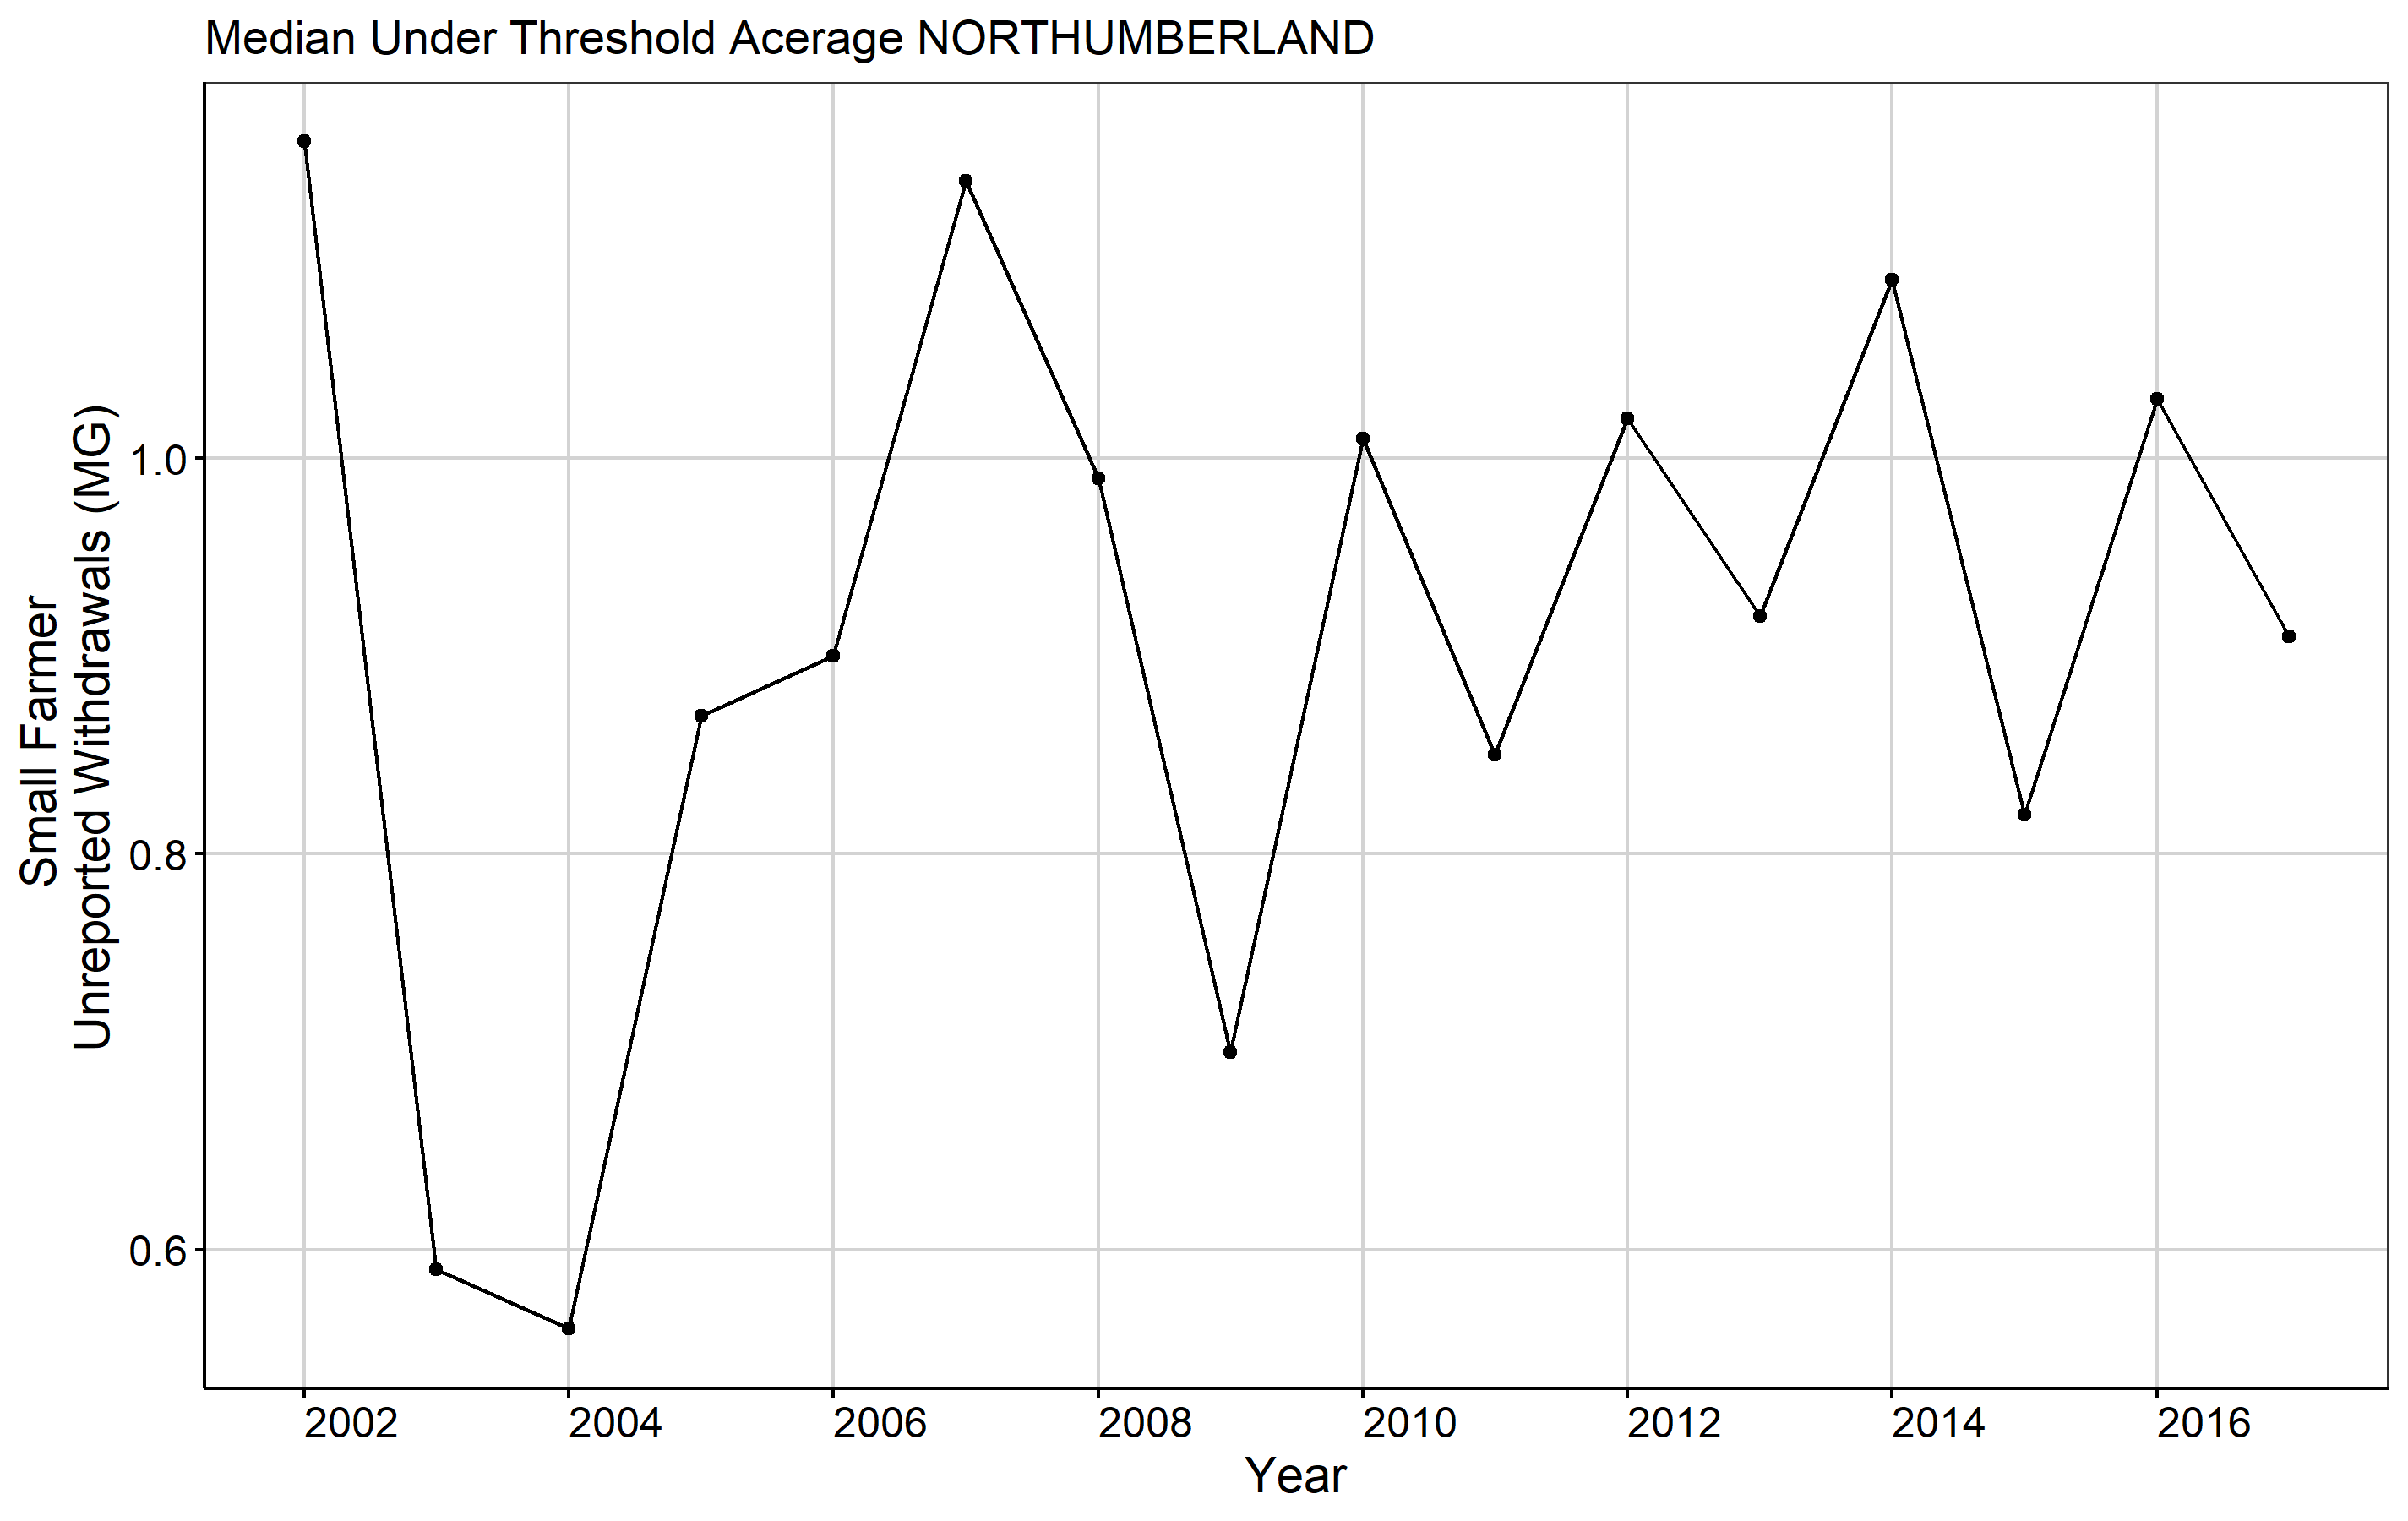 Median Under Threshold Acerage NORTHUMBERLAND
Small Farmer
Unreported Withdrawals (MG)
1.0
0.8
0.6
2002 2004 2006 2008 2010 2012 2014 2016
Year